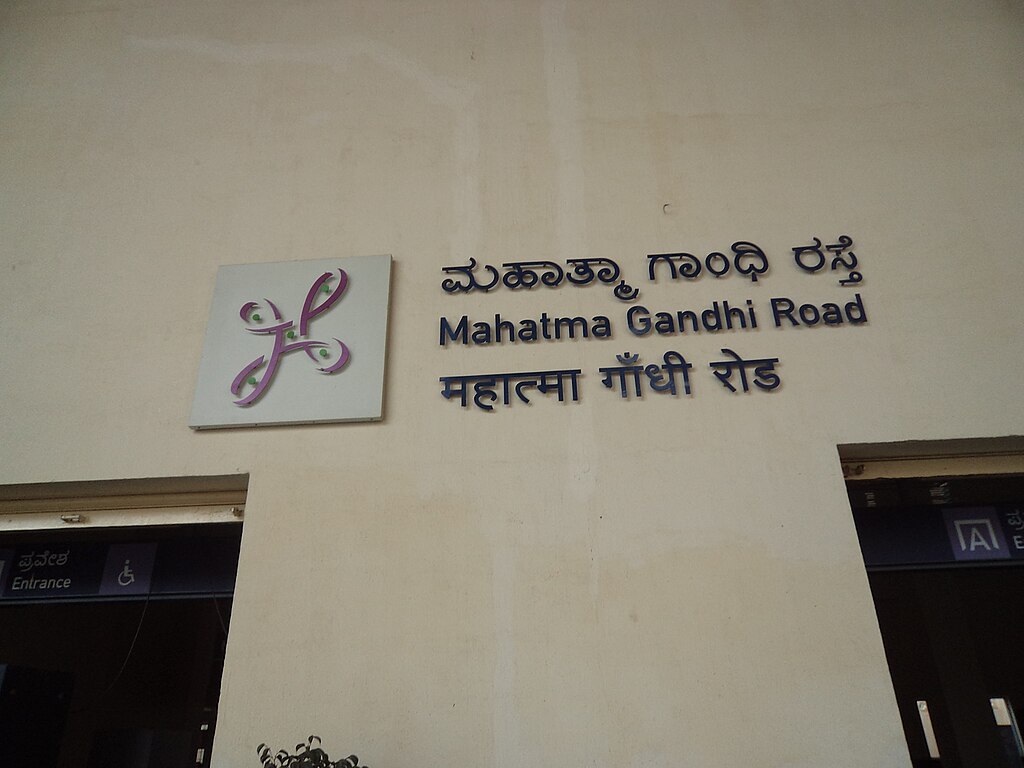 ಮಹಾತ್ಮಾ ಗಾಂಧಿ ರಸ್ತೆ
Mahatma Gandhi Road
महात्मा गाँधी रोड
ಪ್ರವೇಶ
Entrance
A